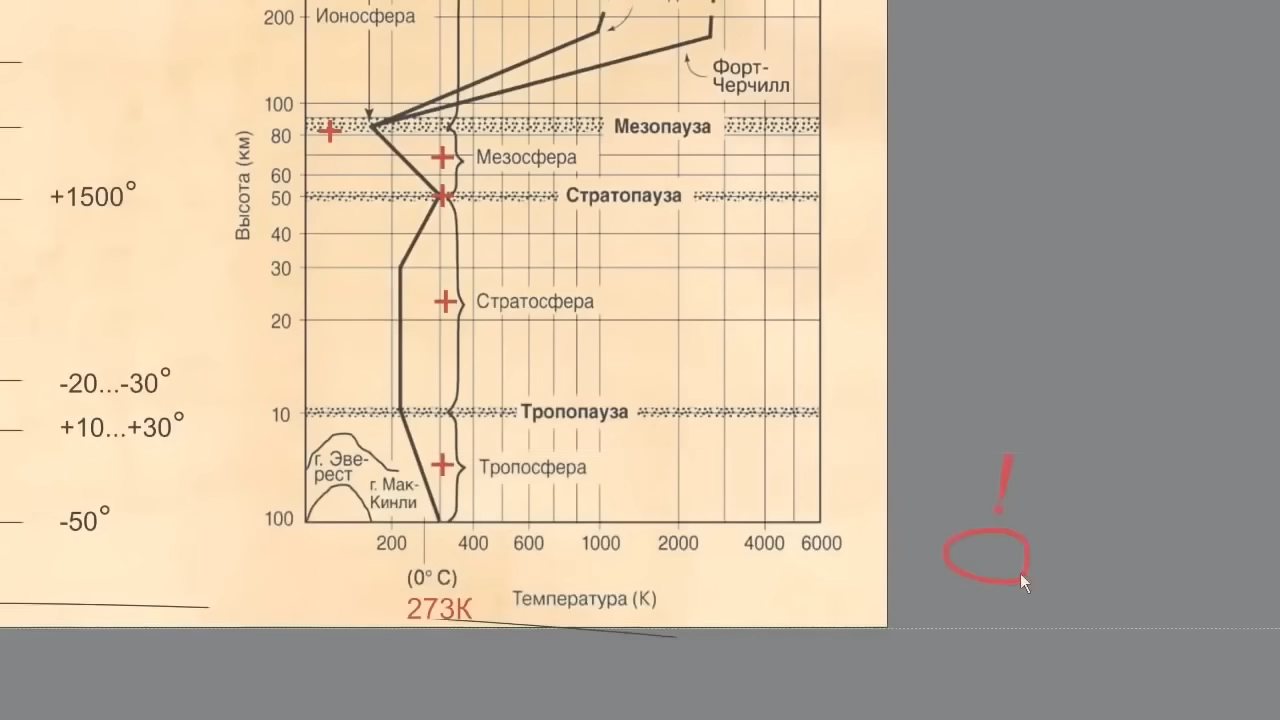 200
Ионосфера
Форт-
Черчилл
100
Мезопауза
80
Мезосфера
60
+1500°
50
Стратопауза
Высота (км)
40
30
Стратосфера
20
-20...-30°
10
Тропопауза
+10...+30°
г. Эве-
рест
г. Мак-
Кинли
Тропосфера
-50°
100
200 400 600 1000 2000 4000 6000
(0° C)
273К
Температура (К)
!